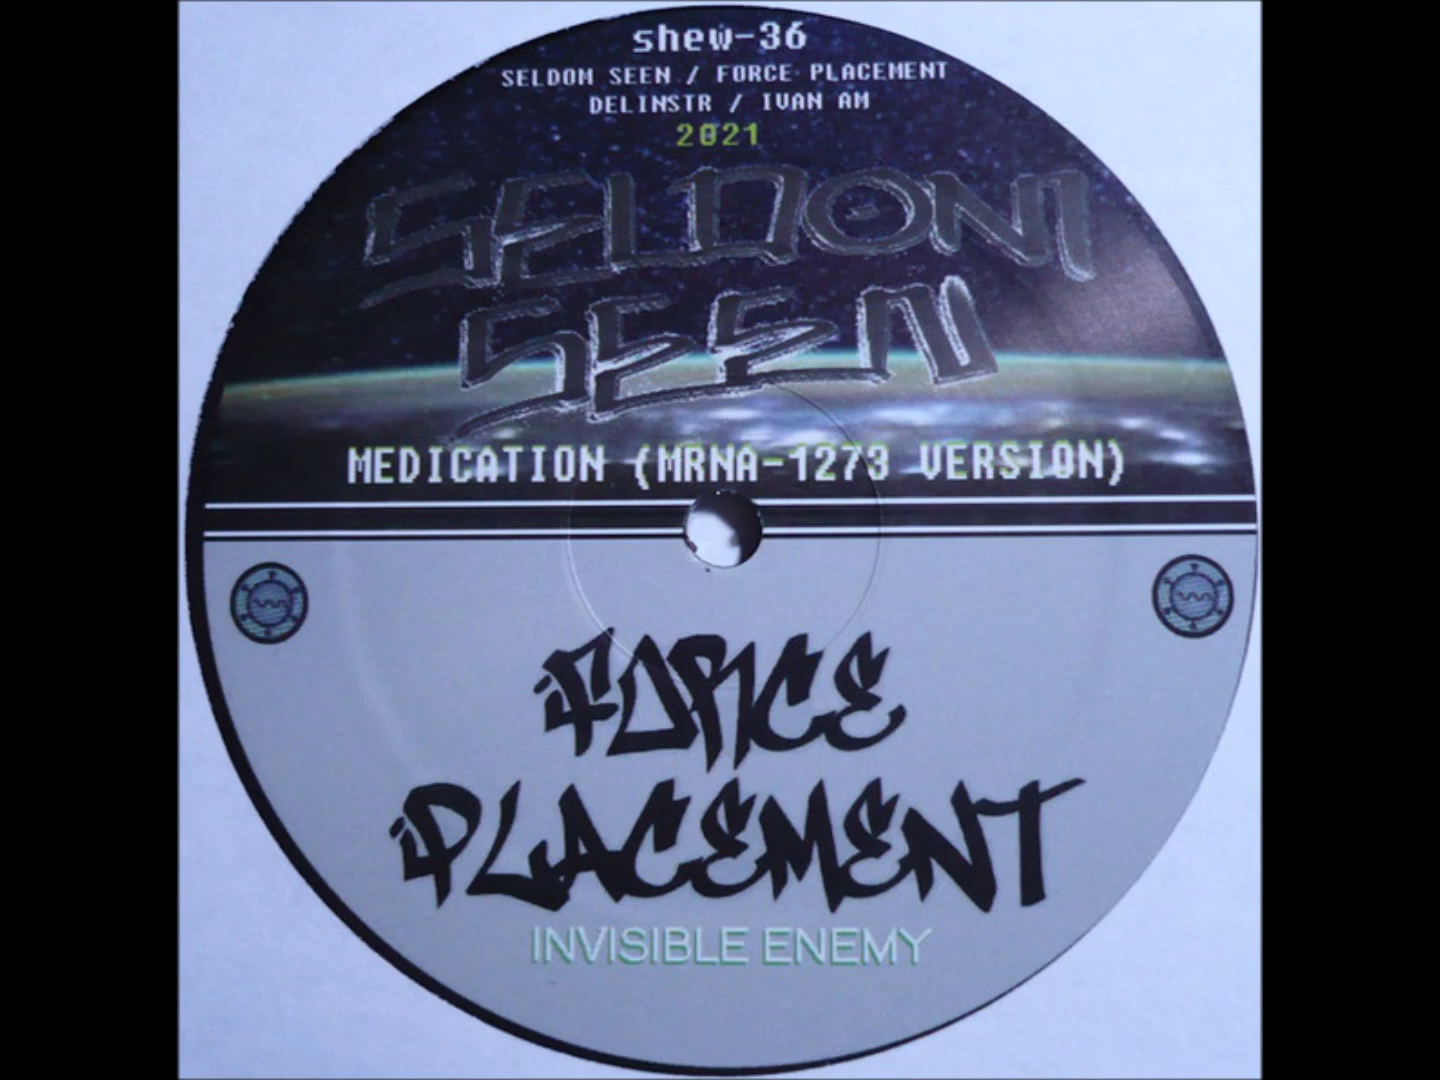 shew-36
SELDOM SEEN / FORCE PLACEMENT
DELINSTR / IVAN AM
2021
SELDOM
SEEN
MEDICATION (MRNA-1273 VERSION)
FORCE
PLACEMENT
INVISIBLE ENEMY